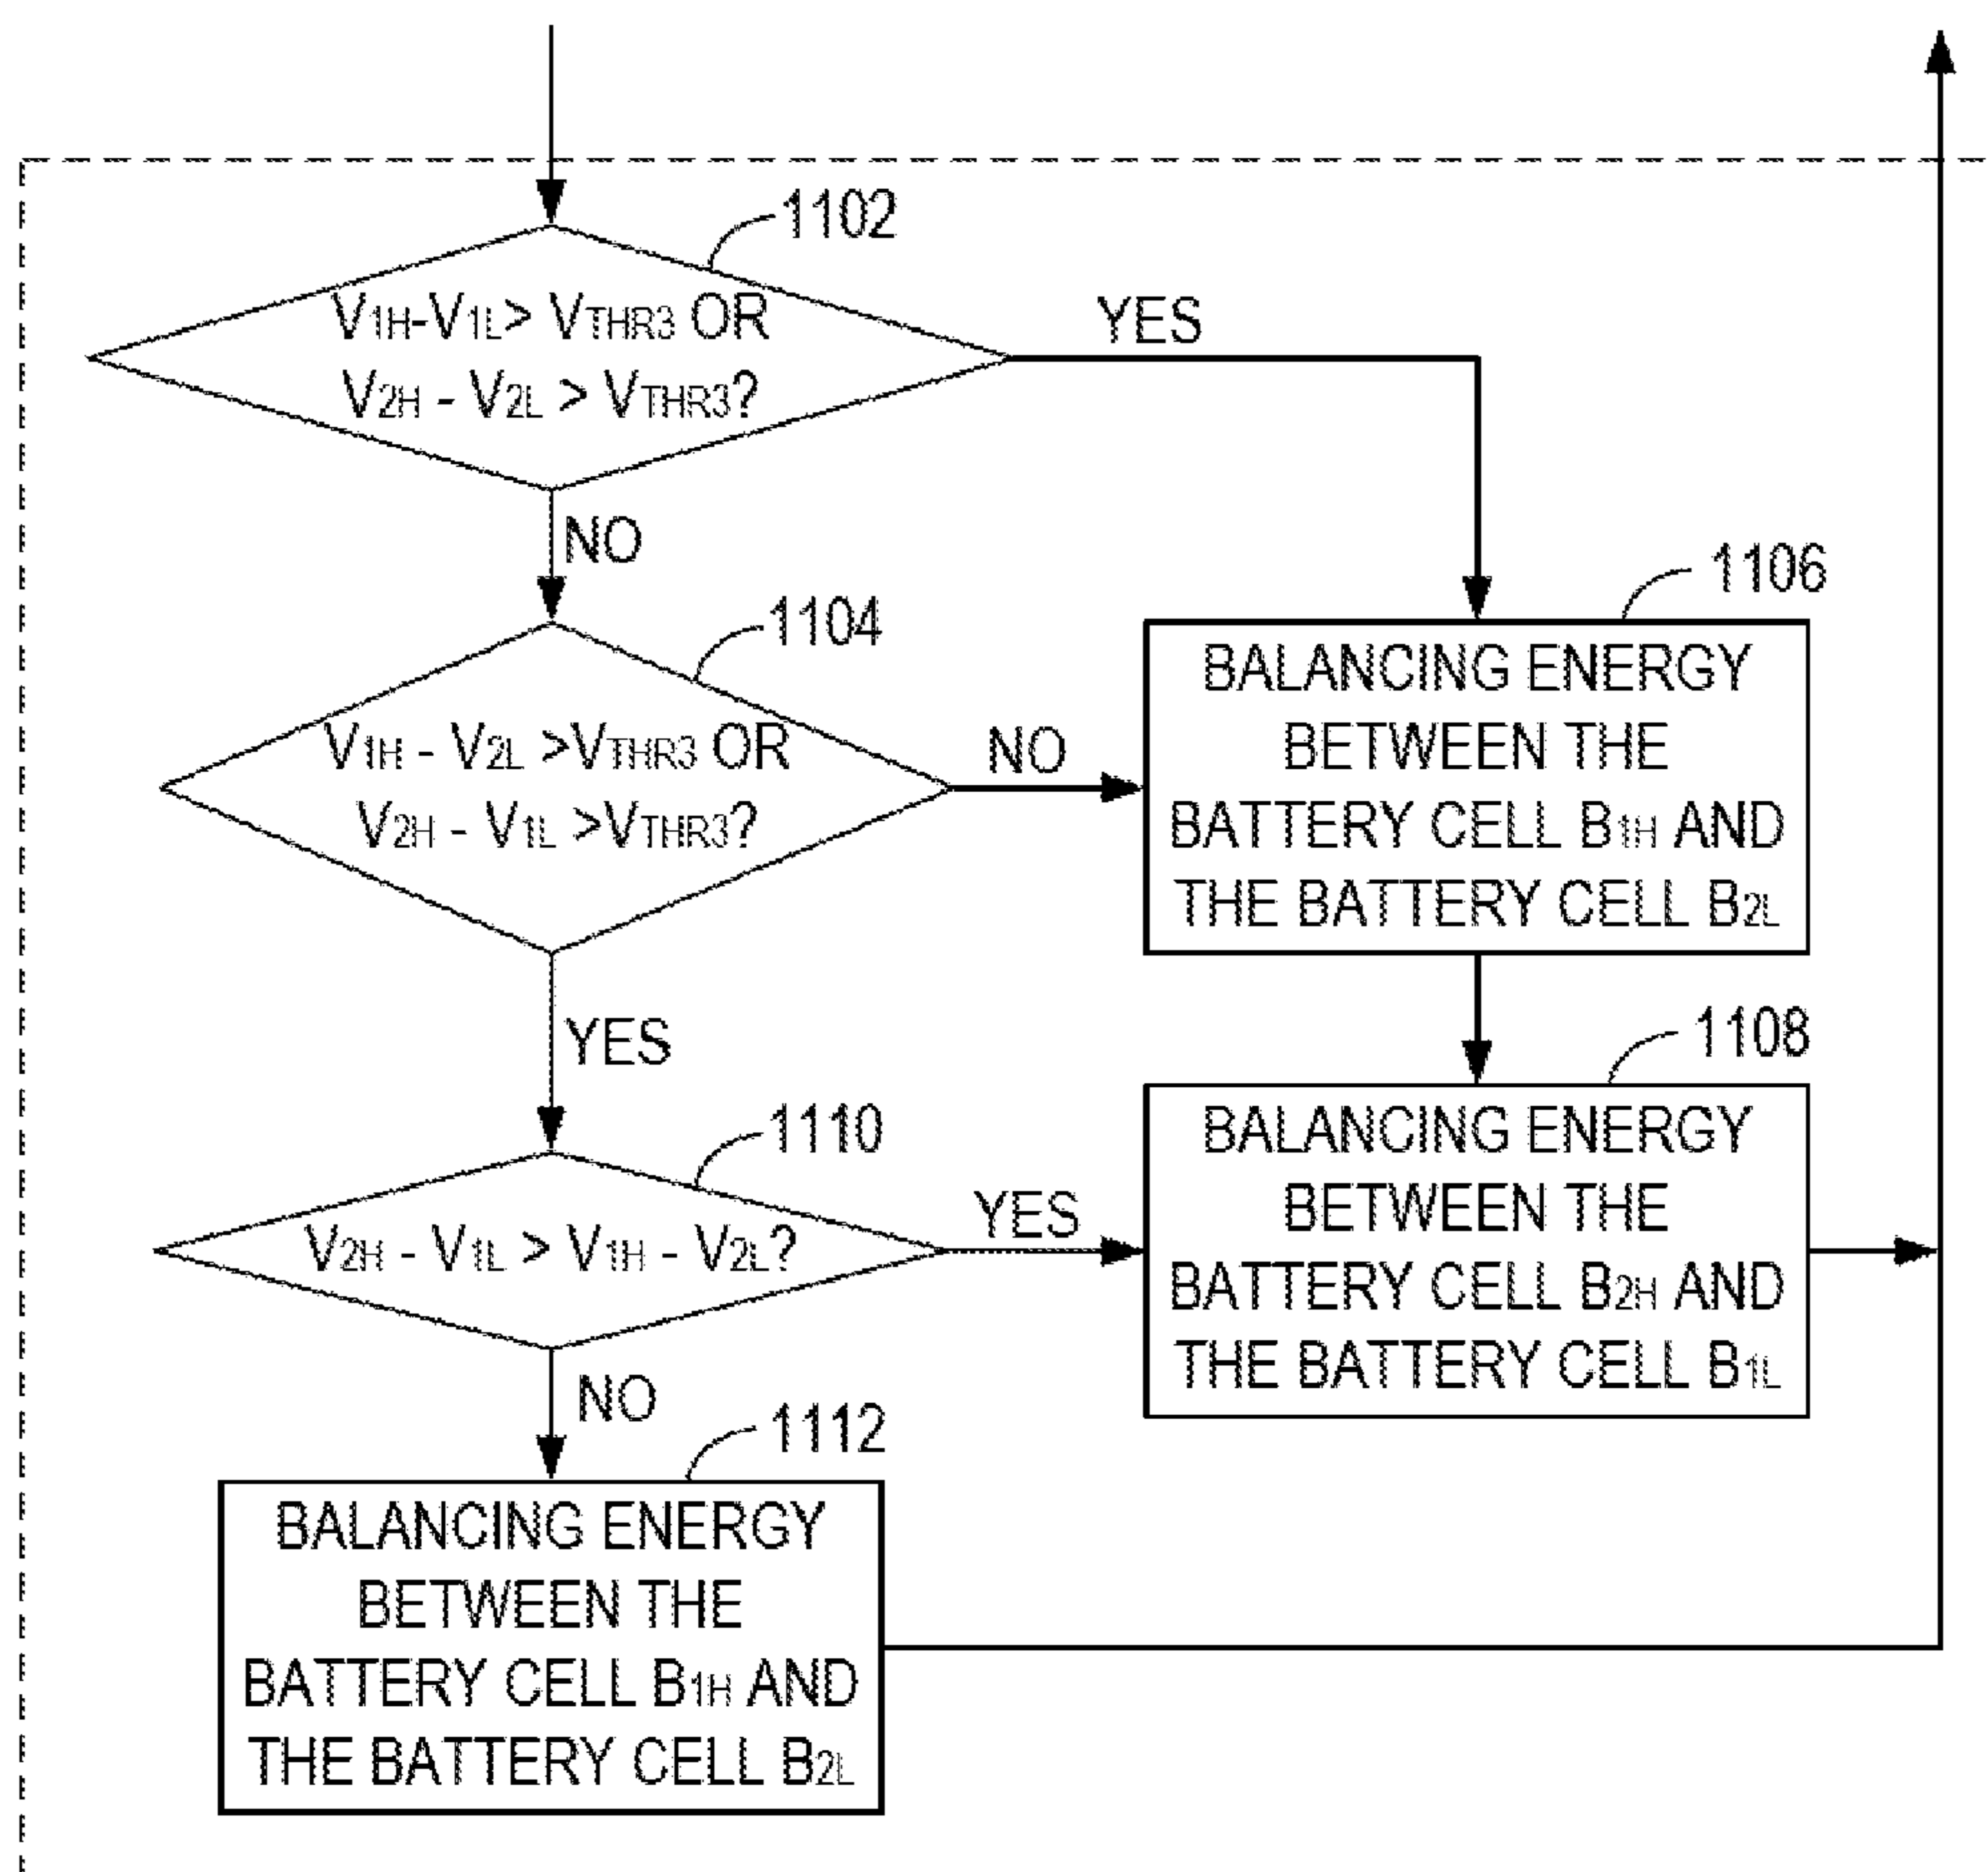 1102
V1H-V1L> VTHR3 OR
V2H - V2L > VTHR3?
YES
NO
1104
V1H - V2L >VTHR3 OR
V2H - V1L >VTHR3?
NO
1106
BALANCING ENERGY
BETWEEN THE
BATTERY CELL B1H AND
THE BATTERY CELL B2L
YES
1108
BALANCING ENERGY
BETWEEN THE
BATTERY CELL B2H AND
THE BATTERY CELL B1L
1110
V2H - V1L > V1H - V2L?
YES
NO
1112
BALANCING ENERGY
BETWEEN THE
BATTERY CELL B1H AND
THE BATTERY CELL B2L